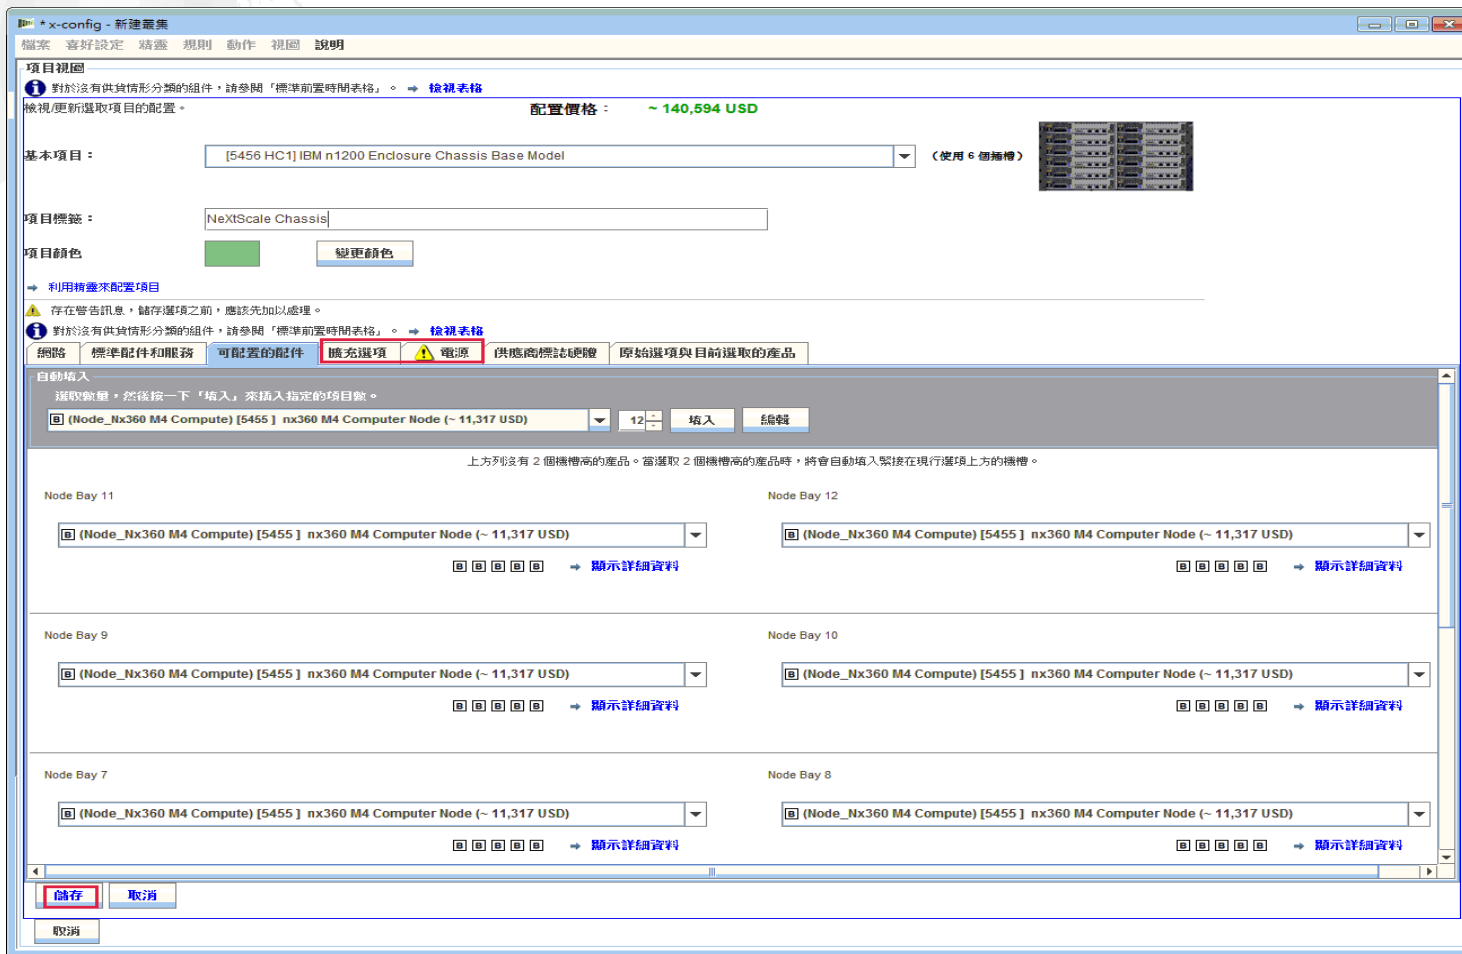 * x-config - 新建叢集
檔案 喜好設定 精靈 規則 動作 視圖 說明
項目視圖
對於沒有供貨情形分類的組件，請參閱「標準前置時間表格」。 檢視表格
檢視/更新選取項目的配置。 配置價格： ~ 140,594 USD
基本項目： [5456 HC1] IBM n1200 Enclosure Chassis Base Model （使用 6 個插槽）
項目標籤： NeXtScale Chassis
項目顏色 變更顏色
利用精靈來配置項目
存在警告訊息，儲存選項之前，應該先加以處理。
對於沒有供貨情形分類的組件，請參閱「標準前置時間表格」。 檢視表格
網路 標準配件和服務 可配置的配件 擴充選項 電源 供應商標誌硬體 原始選項與目前選取的產品
自動填入
選取數量，然後按一下「填入」來插入指定的項目數。
B (Node_Nx360 M4 Compute) [5455 ] nx360 M4 Computer Node (~ 11,317 USD) 12 填入 編輯
上方列沒有 2 個機槽高的產品。當選取 2 個機槽高的產品時，將會自動填入緊接在現行選項上方的機槽。
Node Bay 11 Node Bay 12
B (Node_Nx360 M4 Compute) [5455 ] nx360 M4 Computer Node (~ 11,317 USD) B (Node_Nx360 M4 Compute) [5455 ] nx360 M4 Computer Node (~ 11,317 USD)
B B B B B 顯示詳細資料 B B B B B 顯示詳細資料
Node Bay 9 Node Bay 10
B (Node_Nx360 M4 Compute) [5455 ] nx360 M4 Computer Node (~ 11,317 USD) B (Node_Nx360 M4 Compute) [5455 ] nx360 M4 Computer Node (~ 11,317 USD)
B B B B B 顯示詳細資料 B B B B B 顯示詳細資料
Node Bay 7 Node Bay 8
B (Node_Nx360 M4 Compute) [5455 ] nx360 M4 Computer Node (~ 11,317 USD) B (Node_Nx360 M4 Compute) [5455 ] nx360 M4 Computer Node (~ 11,317 USD)
B B B B B 顯示詳細資料 B B B B B 顯示詳細資料
儲存 取消
取消